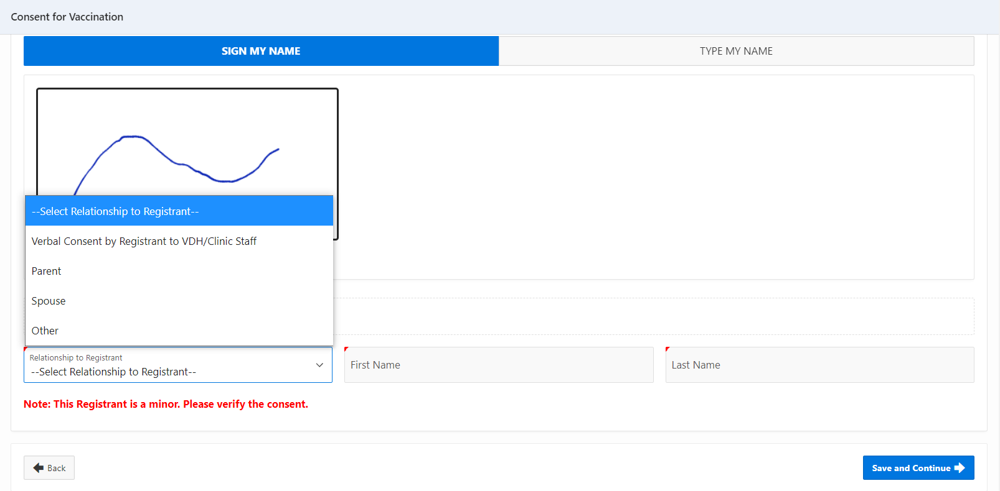 Consent for Vaccination
SIGN MY NAME
TYPE MY NAME
--Select Relationship to Registrant--
Verbal Consent by Registrant to VDH/Clinic Staff
Parent
Spouse
Other
Relationship to Registrant
--Select Relationship to Registrant--
First Name
Last Name
Note: This Registrant is a minor. Please verify the consent.
Back
Save and Continue